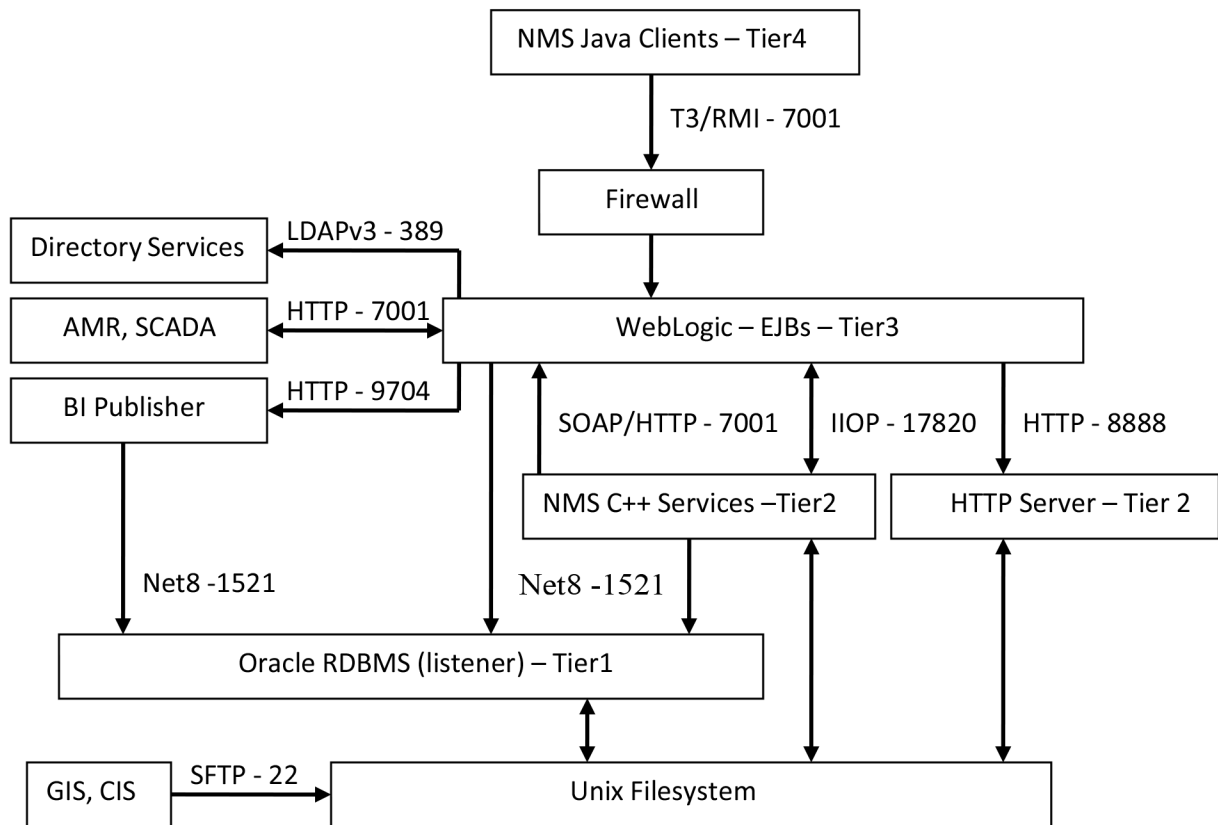 NMS Java Clients – Tier4
T3/RMI - 7001
Firewall
Directory Services
LDAPv3 - 389
AMR, SCADA
HTTP - 7001
WebLogic – EJBs – Tier3
BI Publisher
HTTP - 9704
SOAP/HTTP - 7001
IIOP - 17820
HTTP - 8888
NMS C++ Services –Tier2
HTTP Server – Tier 2
Net8 -1521
Net8 -1521
Oracle RDBMS (listener) – Tier1
GIS, CIS
SFTP - 22
Unix Filesystem